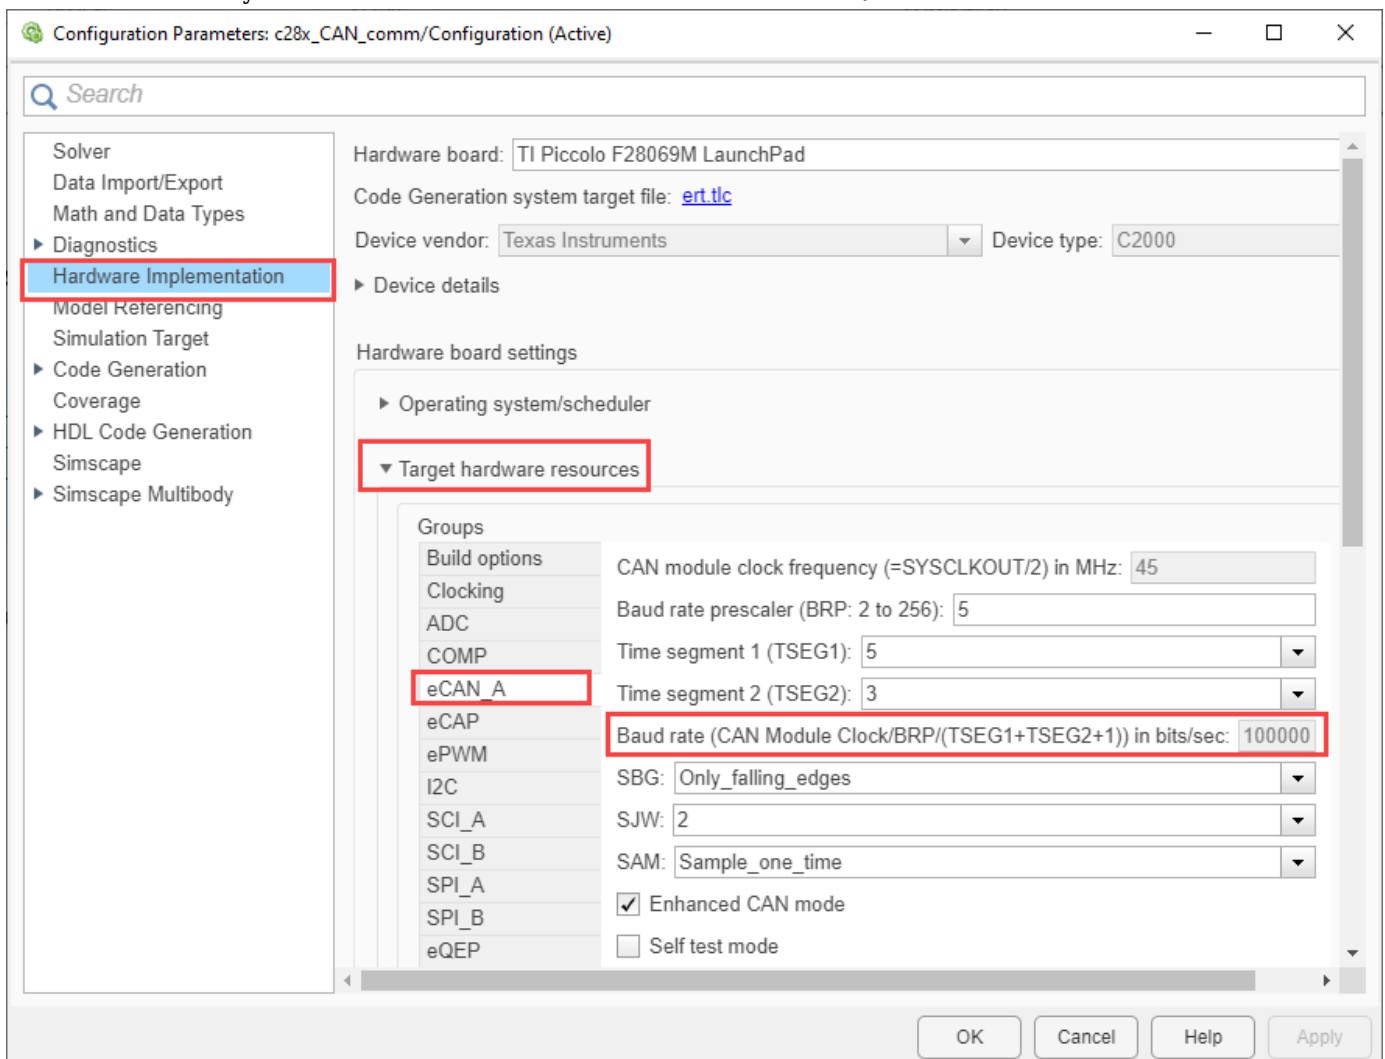 Configuration Parameters: c28x_CAN_comm/Configuration (Active)
Search
Solver
Data Import/Export
Math and Data Types
Diagnostics
Hardware Implementation
Model Referencing
Simulation Target
Code Generation
Coverage
HDL Code Generation
Simscape
Simscape Multibody
Hardware board: TI Piccolo F28069M LaunchPad
Code Generation system target file: ert.tlc
Device vendor: Texas Instruments Device type: C2000
Device details
Hardware board settings
Operating system/scheduler
Target hardware resources
Groups
Build options
Clocking
ADC
COMP
eCAN_A
eCAP
ePWM
I2C
SCI_A
SCI_B
SPI_A
SPI_B
eQEP
CAN module clock frequency (=SYSCLKOUT/2) in MHz: 45
Baud rate prescaler (BRP: 2 to 256): 5
Time segment 1 (TSEG1): 5
Time segment 2 (TSEG2): 3
Baud rate (CAN Module Clock/BRP/(TSEG1+TSEG2+1)) in bits/sec: 100000
SBG: Only_falling_edges
SJW: 2
SAM: Sample_one_time
Enhanced CAN mode
Self test mode
OK Cancel Help Apply